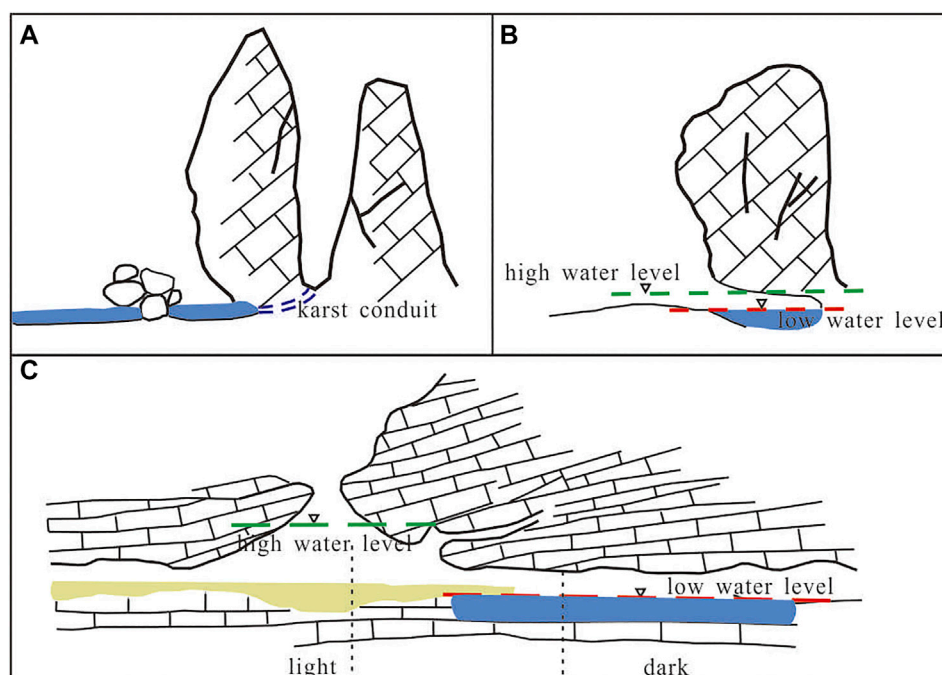 A
karst conduit
B
high water level
low water level
C
high water level
low water level
light
dark